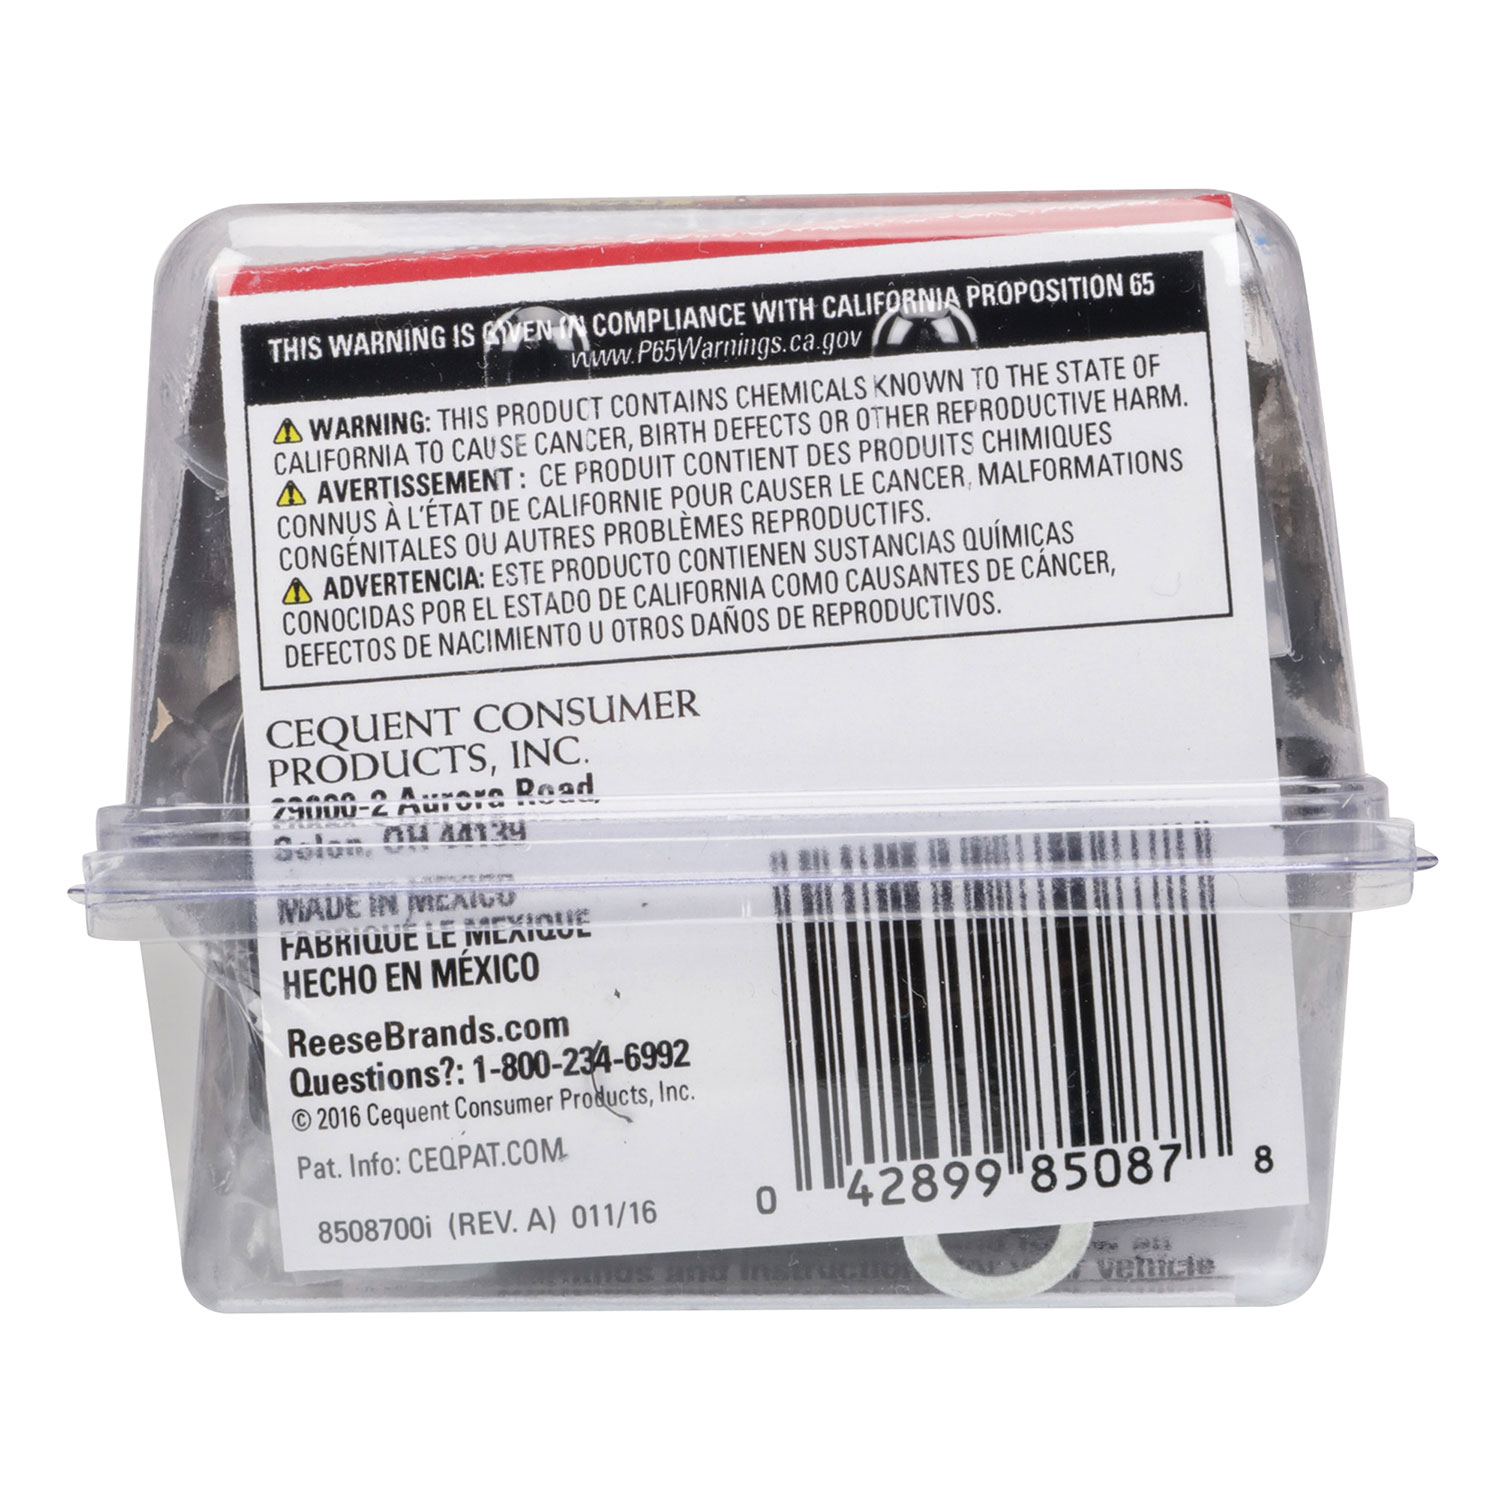 THIS WARNING IS GIVEN IN COMPLIANCE WITH CALIFORNIA PROPOSITION 65
www.P65Warnings.ca.gov
WARNING: THIS PRODUCT CONTAINS CHEMICALS KNOWN TO THE STATE OF
CALIFORNIA TO CAUSE CANCER, BIRTH DEFECTS OR OTHER REPRODUCTIVE HARM.
AVERTISSEMENT : CE PRODUIT CONTIENT DES PRODUITS CHIMIQUES
CONNUS À L'ÉTAT DE CALIFORNIE POUR CAUSER LE CANCER, MALFORMATIONS
CONGÉNITALES OU AUTRES PROBLÈMES REPRODUCTIFS.
ADVERTENCIA: ESTE PRODUCTO CONTIENEN SUSTANCIAS QUÍMICAS
CONOCIDAS POR EL ESTADO DE CALIFORNIA COMO CAUSANTES DE CÁNCER,
DEFECTOS DE NACIMIENTO U OTROS DAÑOS DE REPRODUCTIVOS.
CEQUENT CONSUMER
PRODUCTS, INC.
29000-2 Aurora Road,
Solon, OH 44139
MADE IN MEXICO
FABRIQUÉ LE MEXIQUE
HECHO EN MÉXICO
ReeseBrands.com
Questions?: 1-800-234-6992
© 2016 Cequent Consumer Products, Inc.
Pat. Info: CEQPAT.COM
8508700i (REV. A) 011/16
0 42899 85087 8
and Instructions for your vehicle